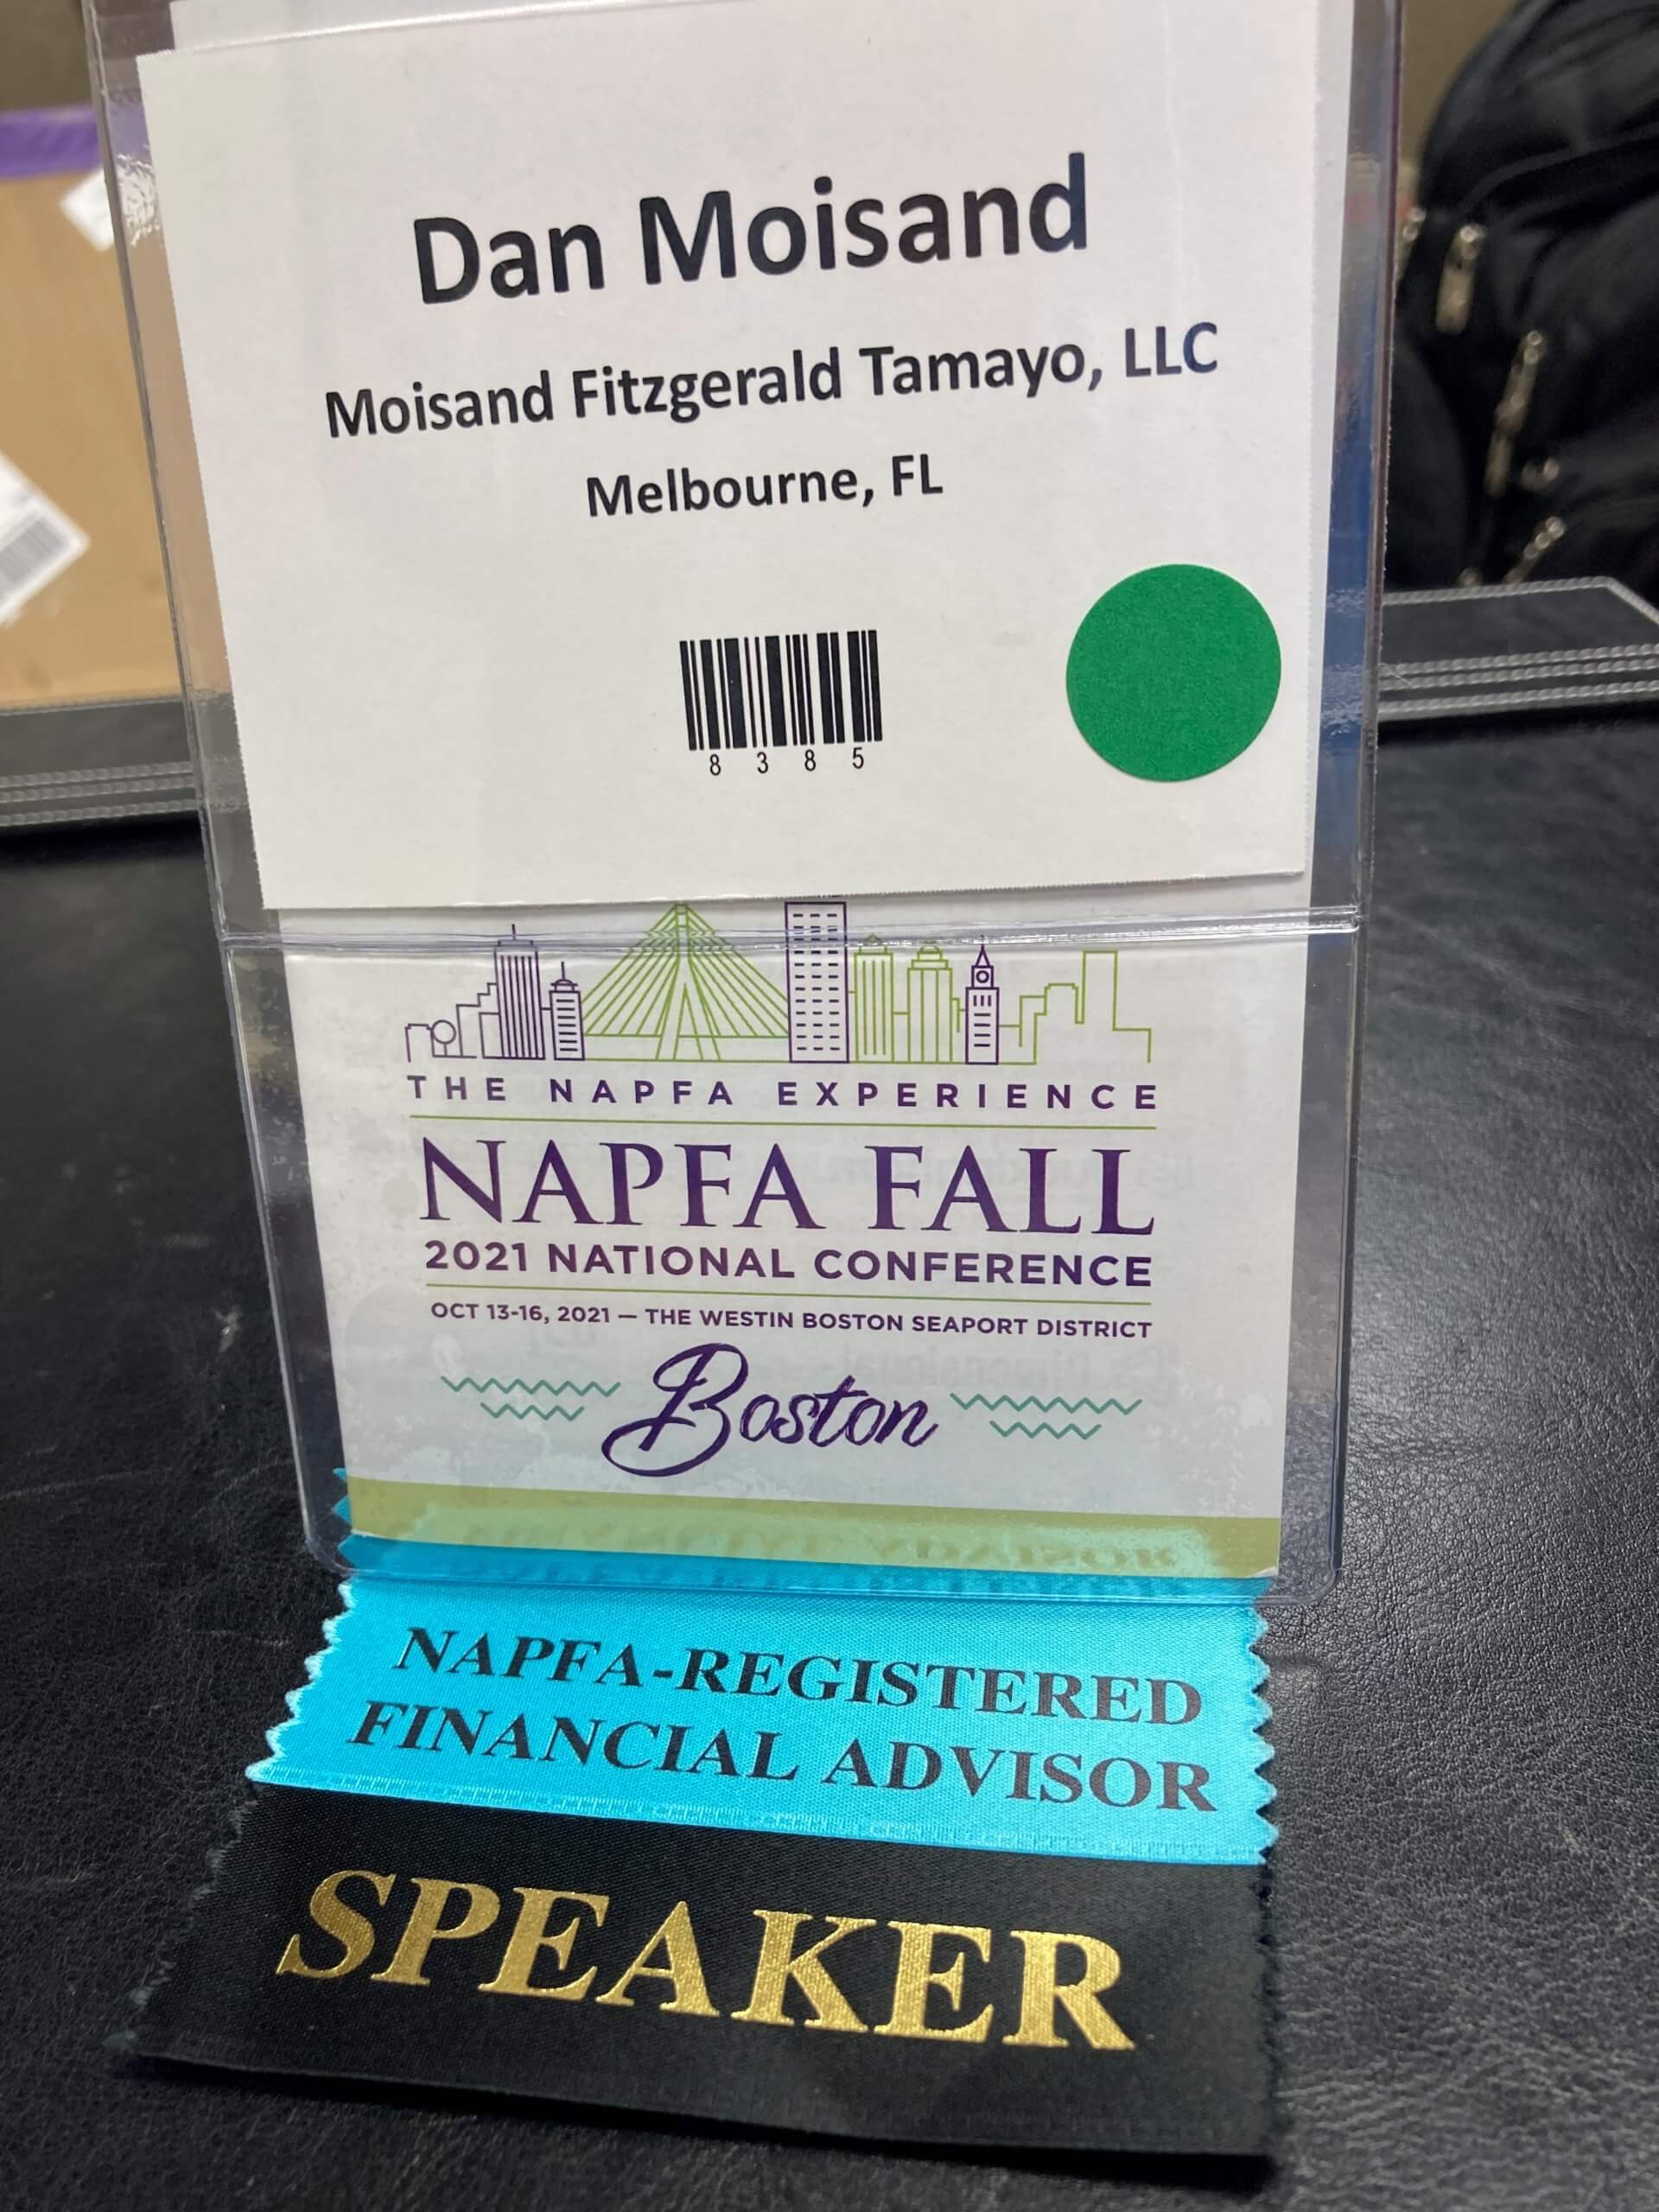 Dan Moisand
Moisand Fitzgerald Tamayo, LLC
Melbourne, FL
8 3 8 5
THE NAPFA EXPERIENCE
NAPFA FALL
2021 NATIONAL CONFERENCE
OCT 13-16, 2021 — THE WESTIN BOSTON SEAPORT DISTRICT
Boston
NAPFA-REGISTERED
FINANCIAL ADVISOR
SPEAKER